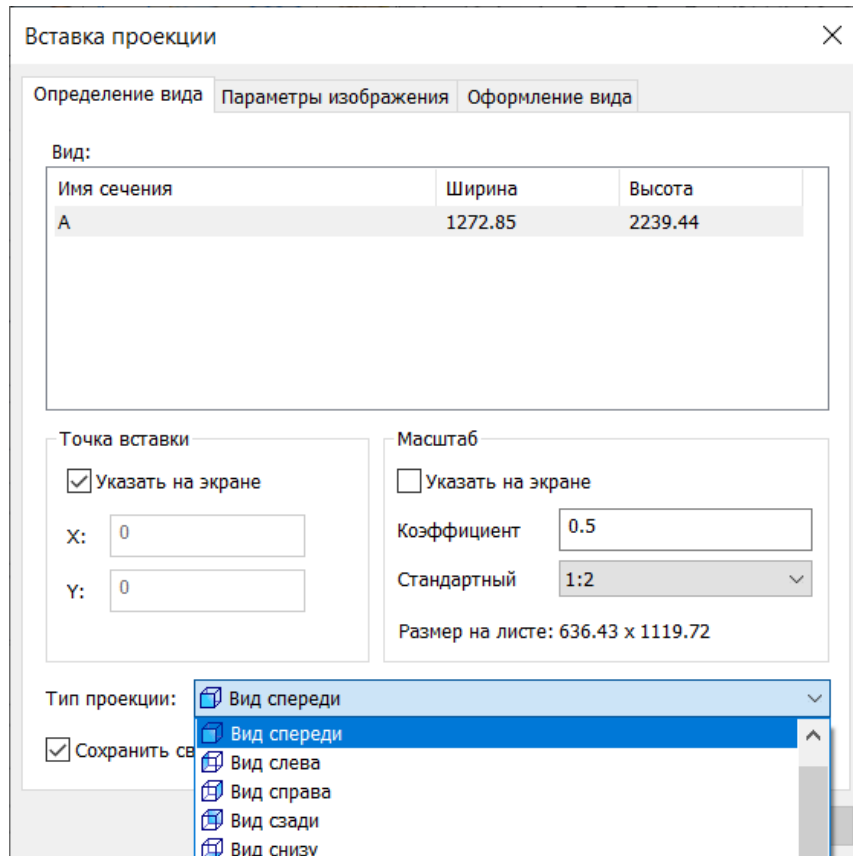 Вставка проекции
Определение вида Параметры изображения Оформление вида
Вид:
Имя сечения Ширина Высота
A 1272.85 2239.44
Точка вставки
Указать на экране
X: 0
Y: 0
Масштаб
Указать на экране
Коэффициент 0.5
Стандартный 1:2
Размер на листе: 636.43 x 1119.72
Тип проекции: Вид спереди
Вид спереди
Сохранить св
Вид слева
Вид справа
Вид сзади
Вид снизу